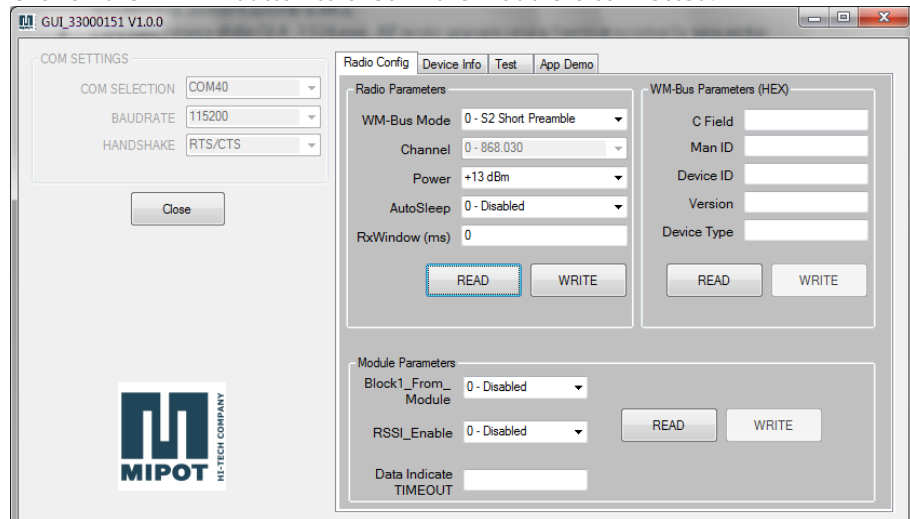 GUI_33000151 V1.0.0
COM SETTINGS
COM SELECTION COM40
BAUDRATE 115200
HANDSHAKE RTS/CTS
Close
MIPOT
HI-TECH COMPANY
Radio Config Device Info Test App Demo
Radio Parameters
WM-Bus Mode 0 - S2 Short Preamble
Channel 0 - 868.030
Power +13 dBm
AutoSleep 0 - Disabled
RxWindow (ms) 0
READ WRITE
WM-Bus Parameters (HEX)
C Field
Man ID
Device ID
Version
Device Type
READ WRITE
Module Parameters
Block1_From_
Module 0 - Disabled
RSSI_Enable 0 - Disabled
Data Indicate
TIMEOUT
READ WRITE